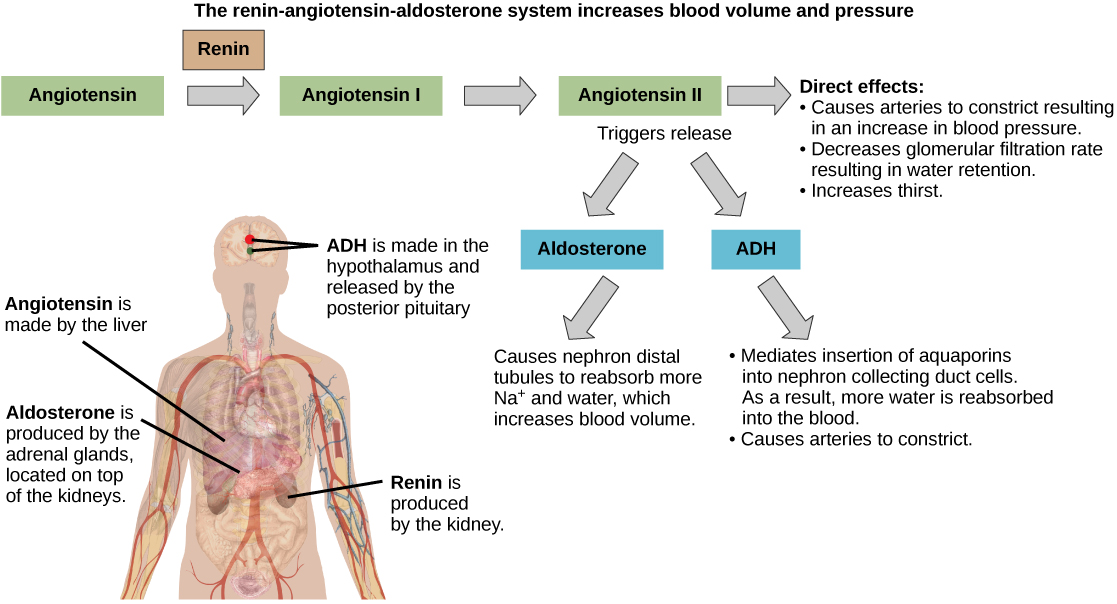 The renin-angiotensin-aldosterone system increases blood volume and pressure
Renin
Angiotensin
Angiotensin I
Angiotensin II
Direct effects:
• Causes arteries to constrict resulting
in an increase in blood pressure.
• Decreases glomerular filtration rate
resulting in water retention.
• Increases thirst.
Triggers release
Aldosterone
ADH
Causes nephron distal
tubules to reabsorb more
Na⁺ and water, which
increases blood volume.
• Mediates insertion of aquaporins
into nephron collecting duct cells.
As a result, more water is reabsorbed
into the blood.
• Causes arteries to constrict.
ADH is made in the
hypothalamus and
released by the
posterior pituitary
Angiotensin is
made by the liver
Aldosterone is
produced by the
adrenal glands,
located on top
of the kidneys.
Renin is
produced
by the kidney.